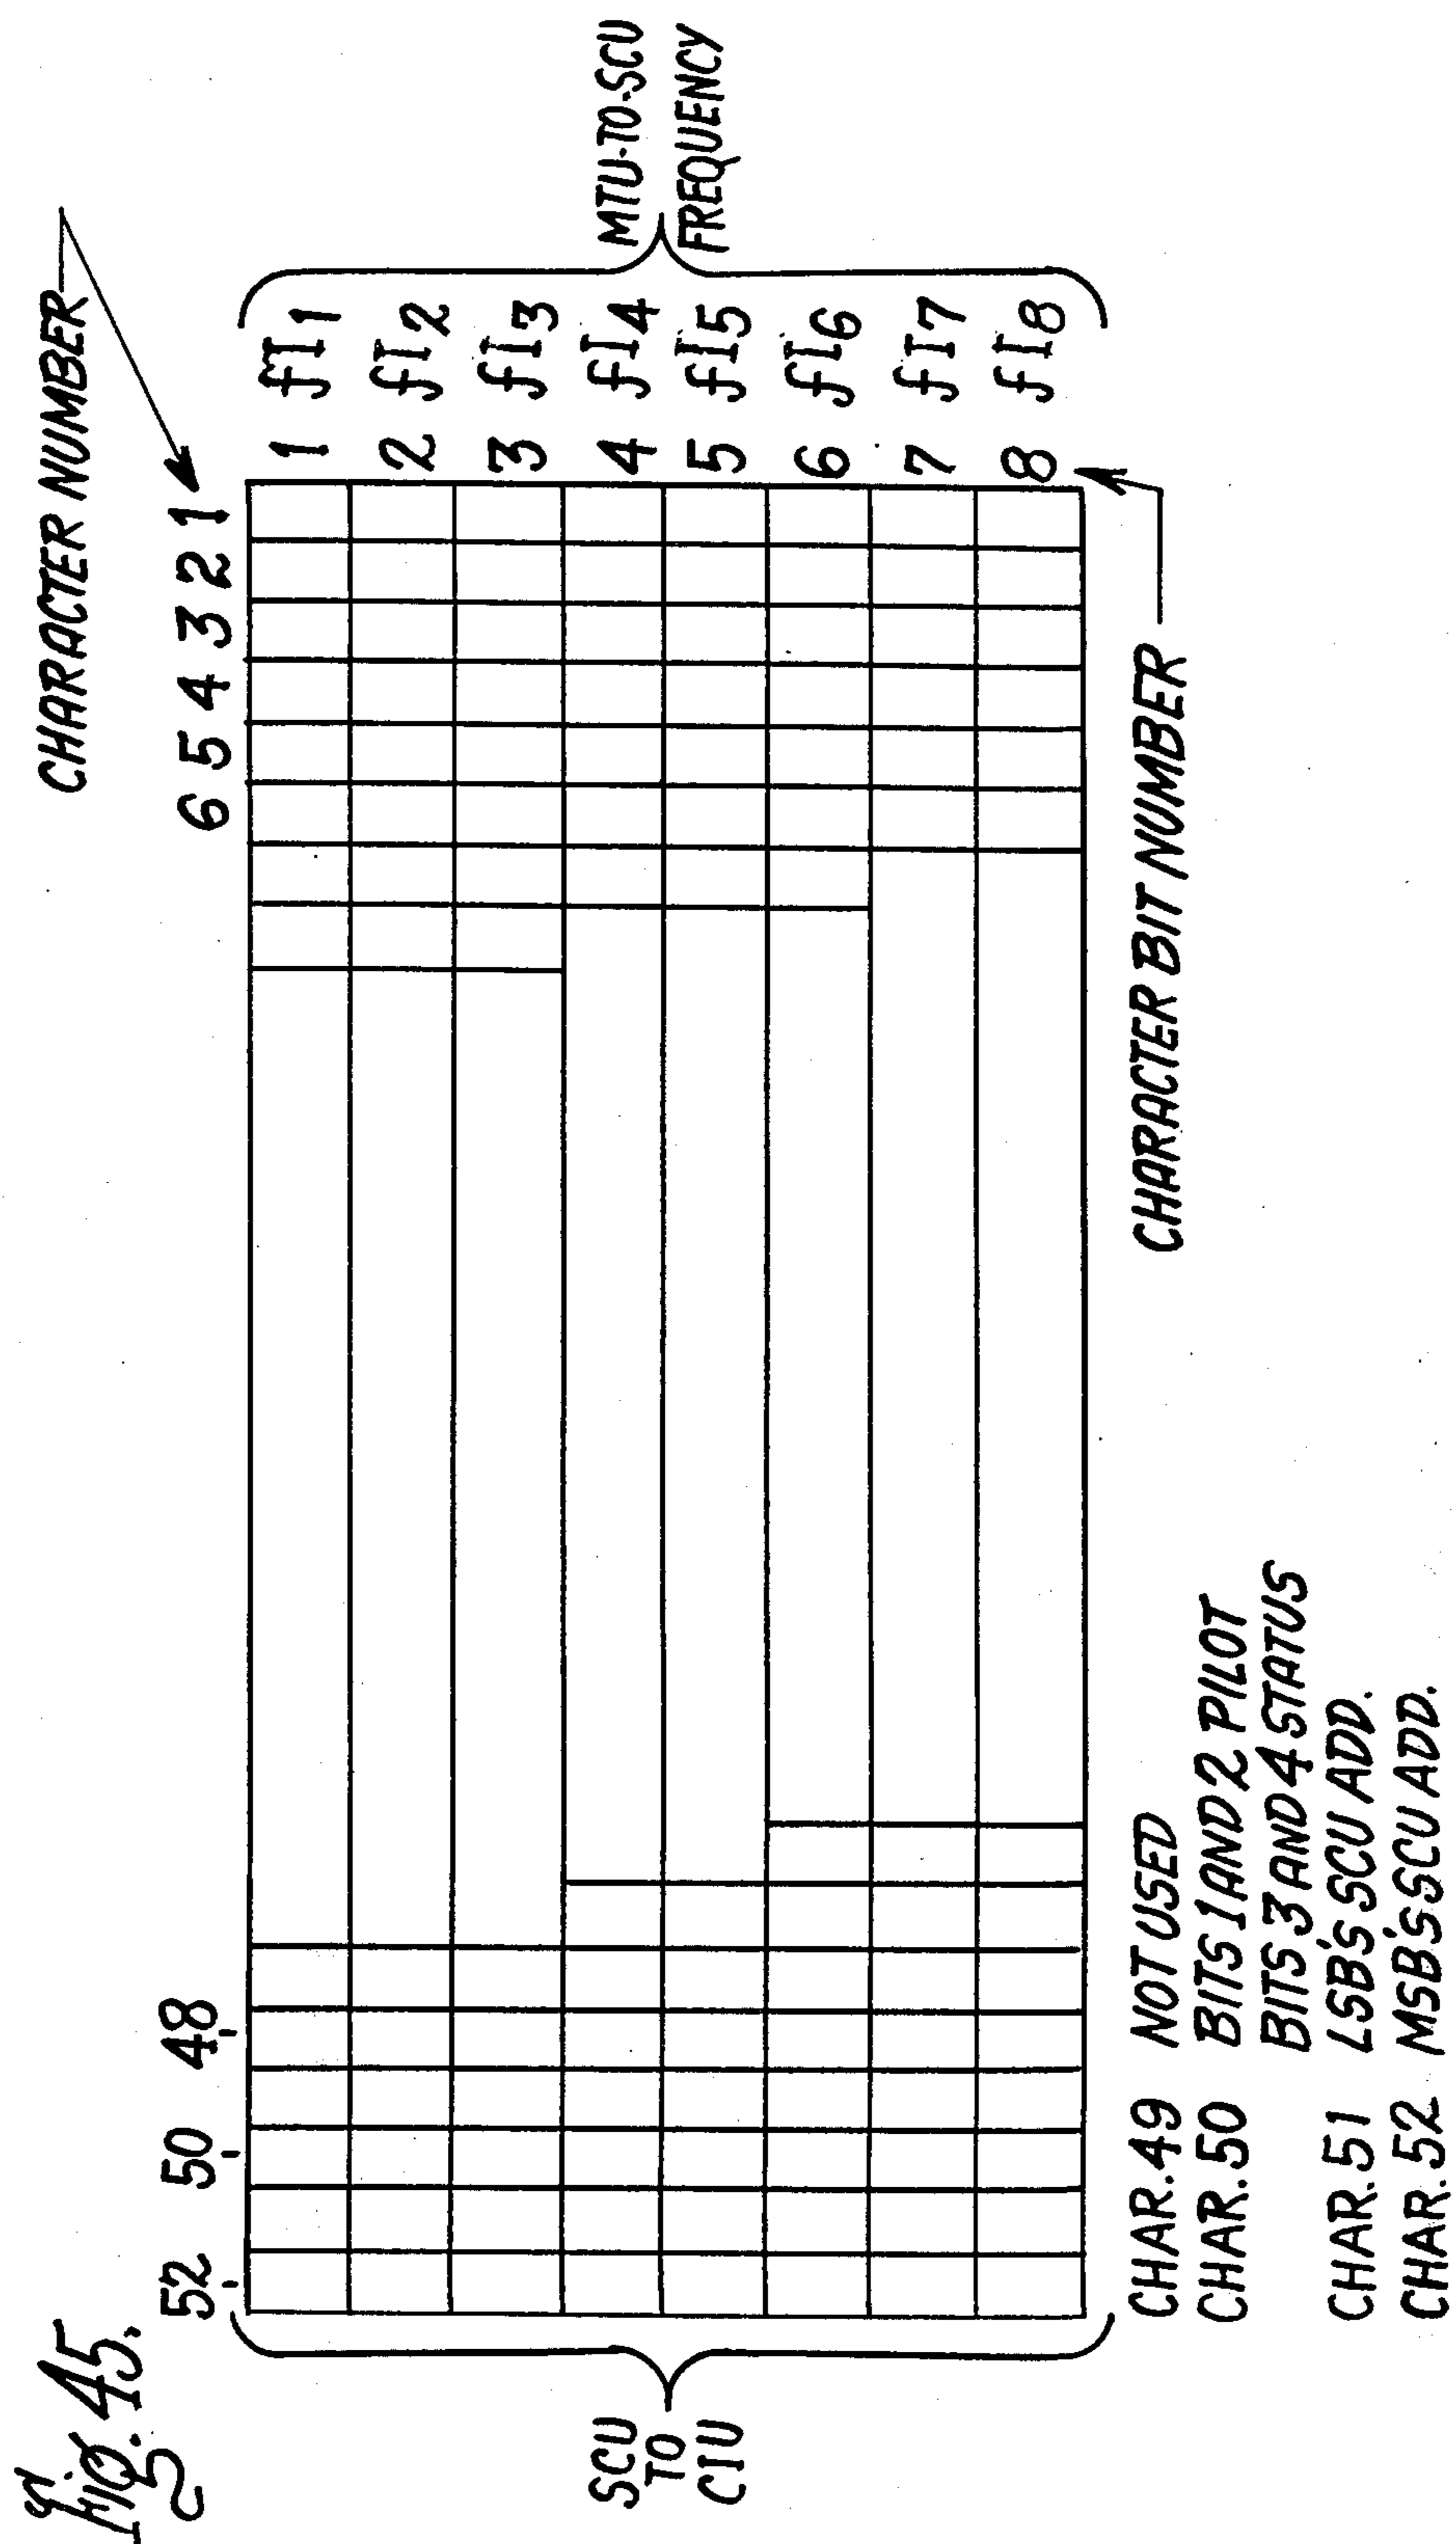 Fig. 45.
CHARACTER NUMBER
52 50 48 6 5 4 3 2 1
1 fI1
2 fI2
3 fI3
4 fI4
5 fI5
6 fI6
7 fI7
8 fI8
MTU-TO-SCU
FREQUENCY
SCU
TO
CIU
CHARACTER BIT NUMBER
CHAR. 49 NOT USED
CHAR. 50 BITS 1 AND 2 PILOT
BITS 3 AND 4 STATUS
CHAR. 51 LSB'S SCU ADD.
CHAR. 52 MSB'S SCU ADD.